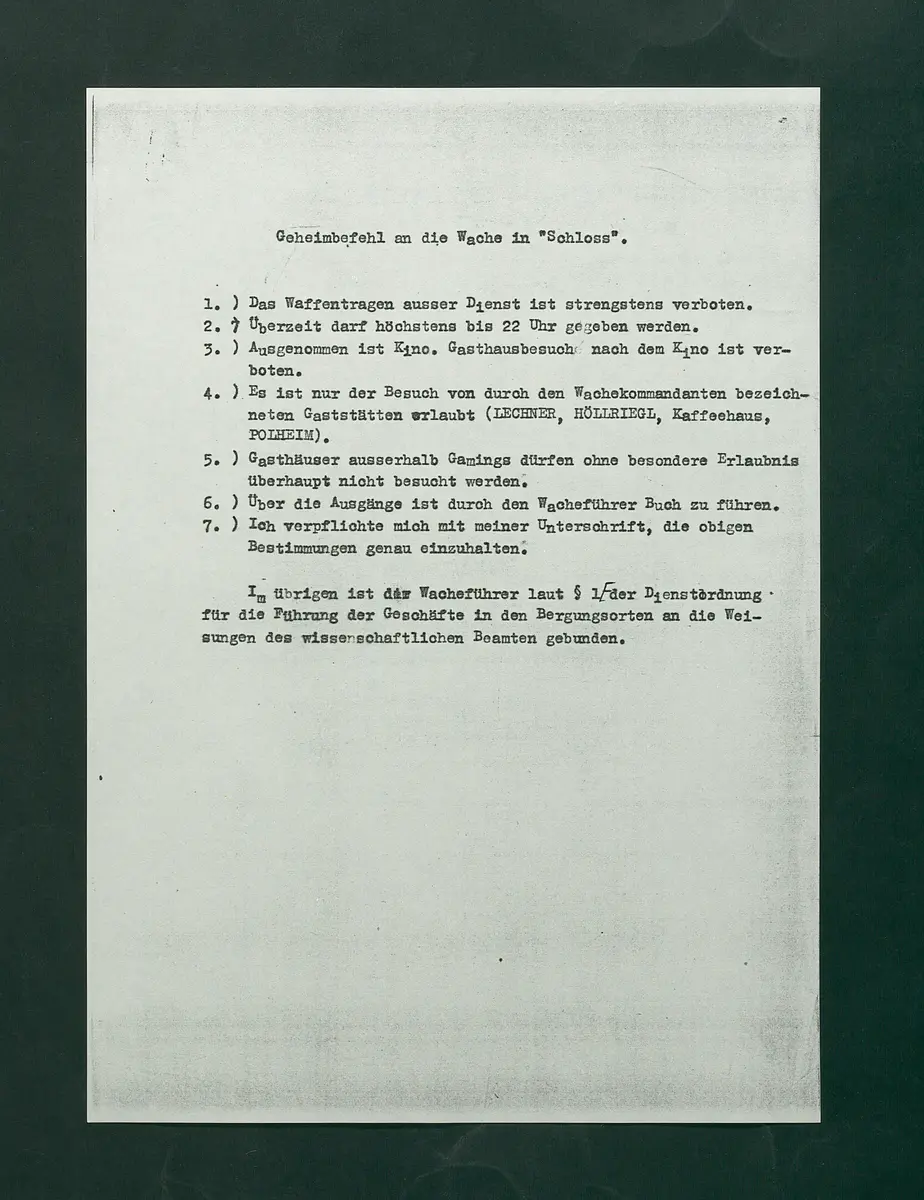 Geheimbefehl an die Wache in "Schloss".
1. ) Das Waffentragen ausser Dienst ist strengstens verboten.
2. ) Überzeit darf höchstens bis 22 Uhr gegeben werden.
3. ) Ausgenommen ist Kino. Gasthausbesuch nach dem Kino ist ver-
boten.
4. ) Es ist nur der Besuch von durch den Wachekommandanten bezeich-
neten Gaststätten erlaubt (LECHNER, HÖLLRIEGL, Kaffeehaus,
POLHEIM).
5. ) Gasthäuser ausserhalb Gamings dürfen ohne besondere Erlaubnis
überhaupt nicht besucht werden.
6. ) Über die Ausgänge ist durch den Wacheführer Buch zu führen.
7. ) Ich verpflichte mich mit meiner Unterschrift, die obigen
Bestimmungen genau einzuhalten.
Im übrigen ist der Wacheführer laut § 1/der Dienstordnung
für die Führung der Geschäfte in den Bergungsorten an die Wei-
sungen des wissenschaftlichen Beamten gebunden.